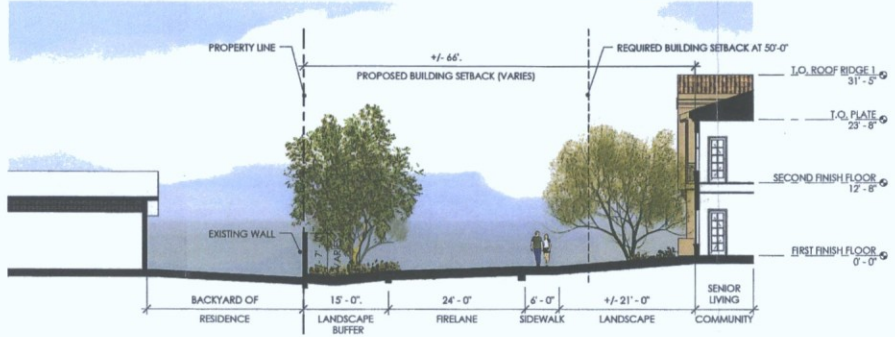 PROPERTY LINE
+/- 66'.
REQUIRED BUILDING SETBACK AT 50'-0"
PROPOSED BUILDING SETBACK (VARIES)
T.O. ROOF RIDGE 1
31' - 5"
T.O. PLATE
23' - 8"
SECOND FINISH FLOOR
12' - 8"
EXISTING WALL
FIRST FINISH FLOOR
0' - 0"
BACKYARD OF
RESIDENCE
15' - 0".
LANDSCAPE
BUFFER
24' - 0"
FIRELANE
6' - 0"
SIDEWALK
+/- 21' - 0"
LANDSCAPE
SENIOR
LIVING
COMMUNITY